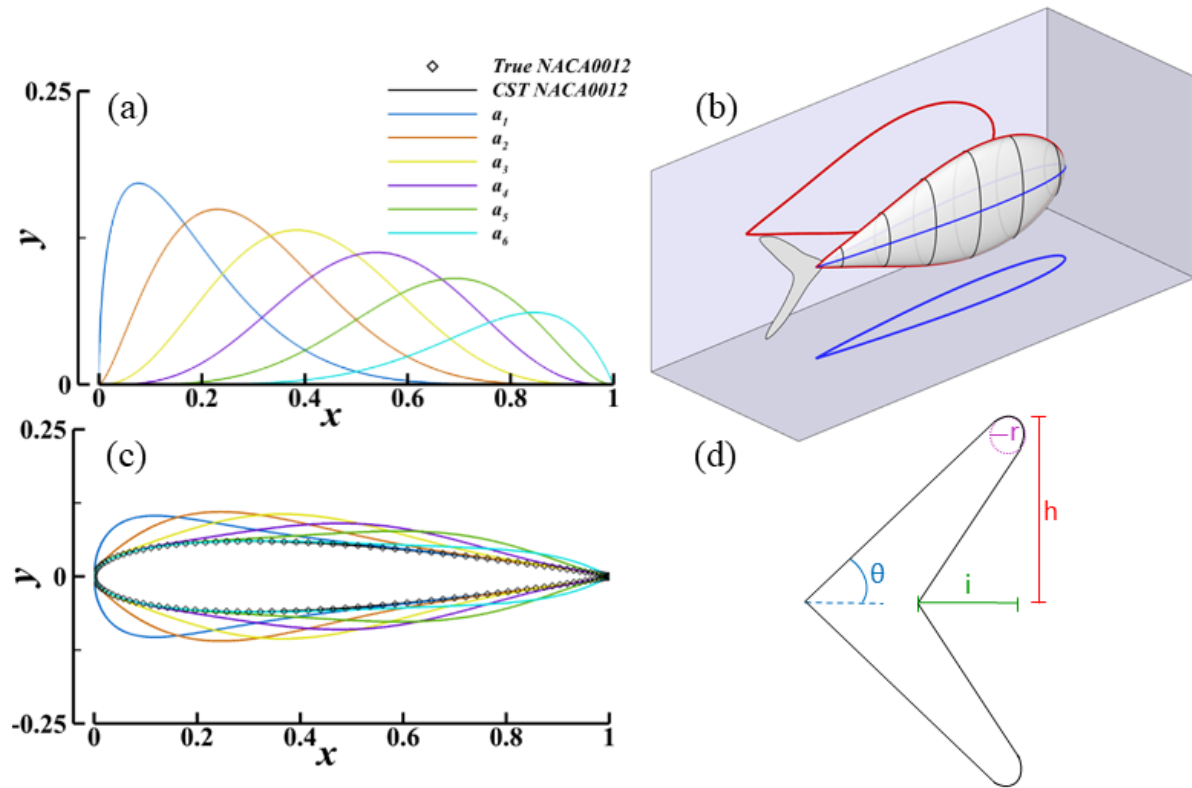 True NACA0012
CST NACA0012
a₁
a₂
a₃
a₄
a₅
a₆
(a)
0.25
y
0
0 0.2 0.4 0.6 0.8 1
x
(b)
(c)
0.25
y
0
-0.25
0 0.2 0.4 0.6 0.8 1
x
(d)
r
h
θ
i